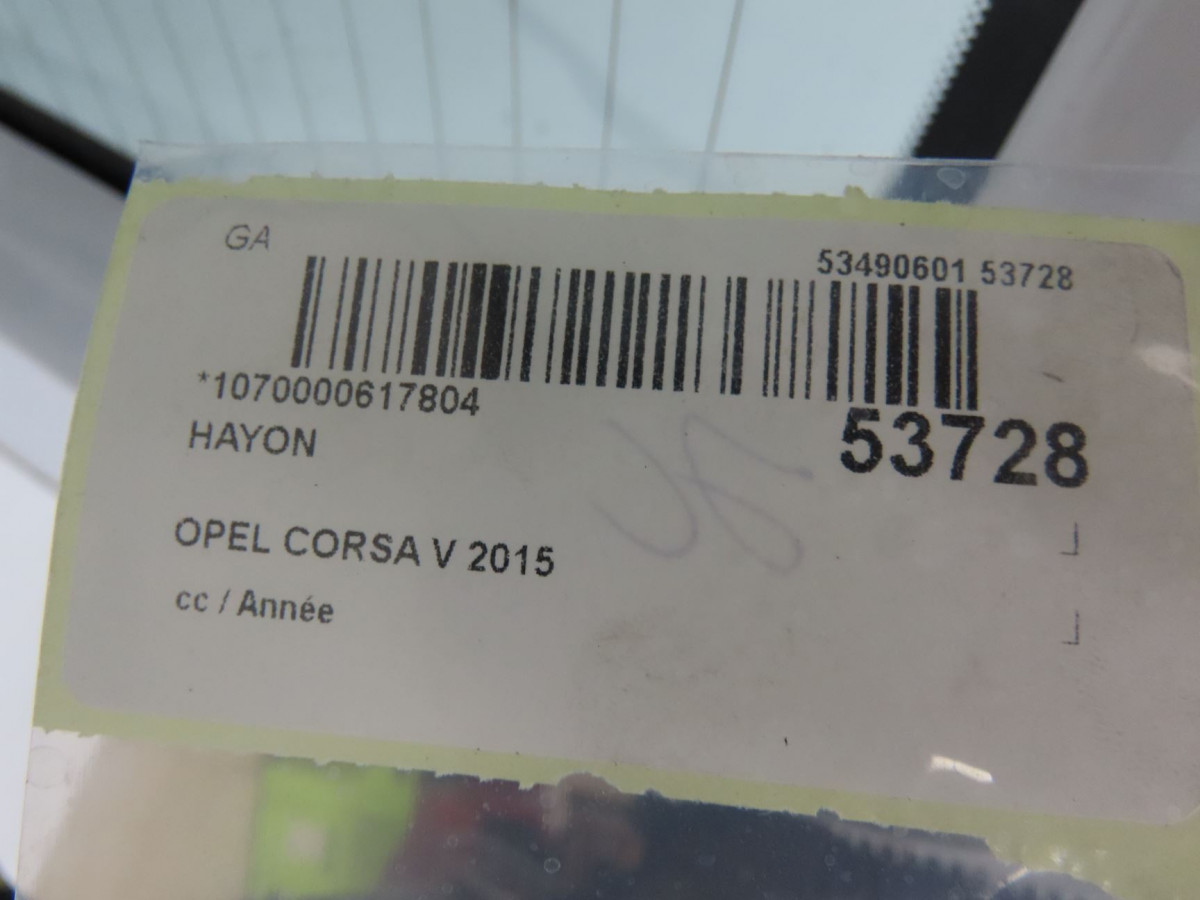 GA
53490601 53728
*1070000617804
53728
HAYON
OPEL CORSA V 2015
cc / Année